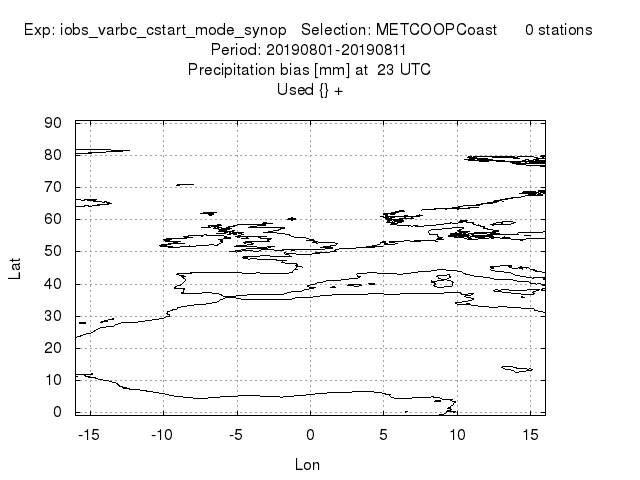 Exp: iobs_varbc_cstart_mode_synop   Selection: METCOOPCoast      0 stations
Period: 20190801-20190811
Precipitation bias [mm] at  23 UTC
Used {} +
90
80
70
60
50
40
30
20
10
0
Lat
-15 -10 -5 0 5 10 15
Lon